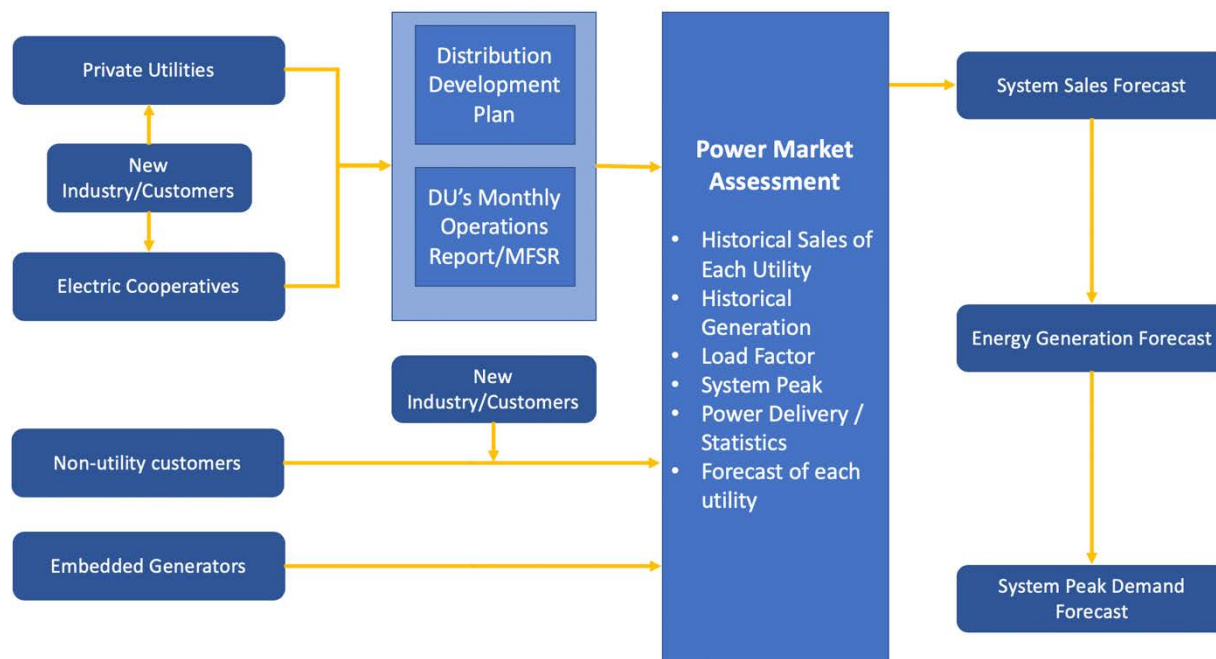 Private Utilities
New
Industry/Customers
Electric Cooperatives
Distribution
Development
Plan
DU’s Monthly
Operations
Report/MFSR
New
Industry/Customers
Non-utility customers
Embedded Generators
Power Market
Assessment
• Historical Sales of
Each Utility
• Historical
Generation
• Load Factor
• System Peak
• Power Delivery /
Statistics
• Forecast of each
utility
System Sales Forecast
Energy Generation Forecast
System Peak Demand
Forecast